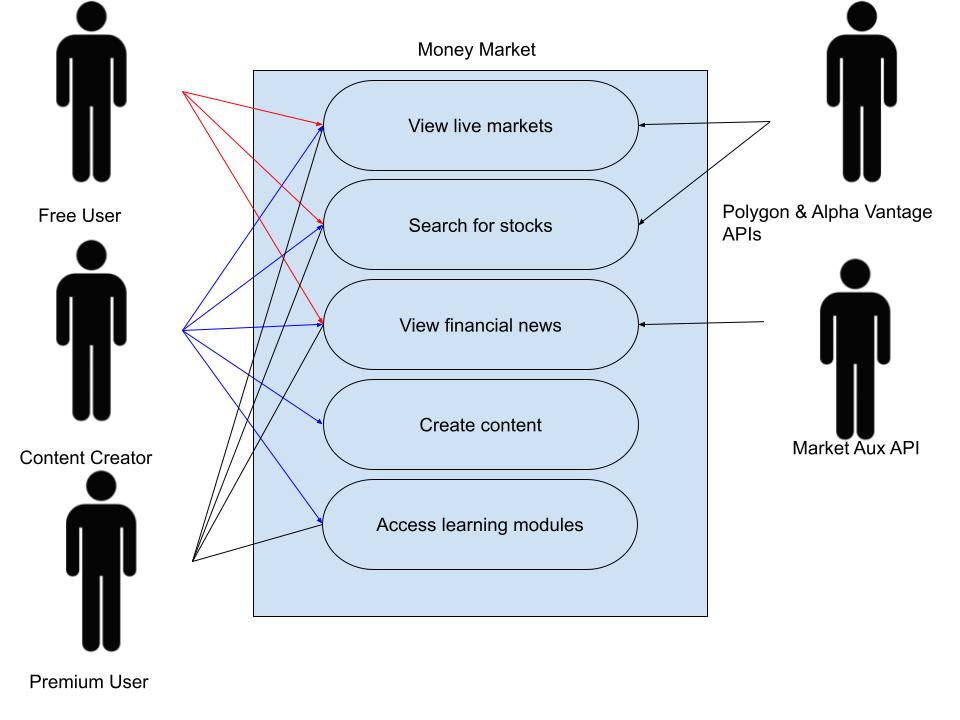 Money Market
View live markets
Search for stocks
View financial news
Create content
Access learning modules
Free User
Content Creator
Premium User
Polygon & Alpha Vantage
APIs
Market Aux API